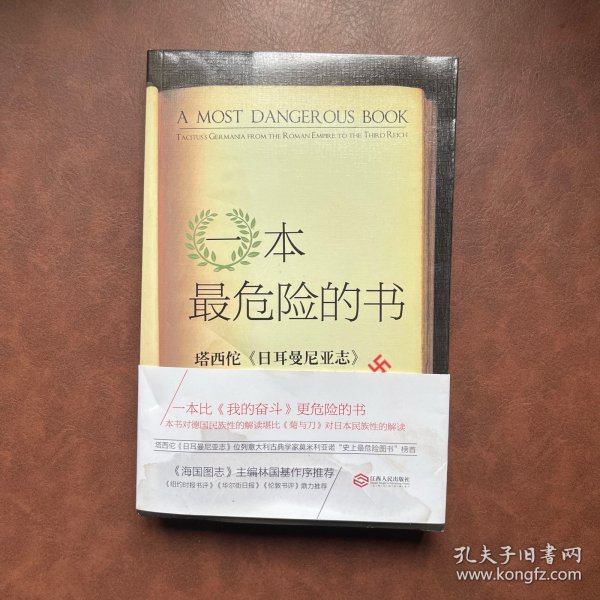 A MOST DANGEROUS BOOK
TACITUS'S GERMANIA FROM THE ROMAN EMPIRE TO THE THIRD REICH
一本
最危险的书
塔西佗《日耳曼尼亚志》
一本比《我的奋斗》更危险的书
本书对德国民族性的解读堪比《菊与刀》对日本民族性的解读
塔西佗《日耳曼尼亚志》位列意大利古典学家莫米利亚诺“史上最危险图书”榜首
《海国图志》主编林国基作序推荐
《纽约时报书评》《华尔街日报》《伦敦书评》鼎力推荐
江西人民出版社
孔夫子旧书网
www.kongfz.com